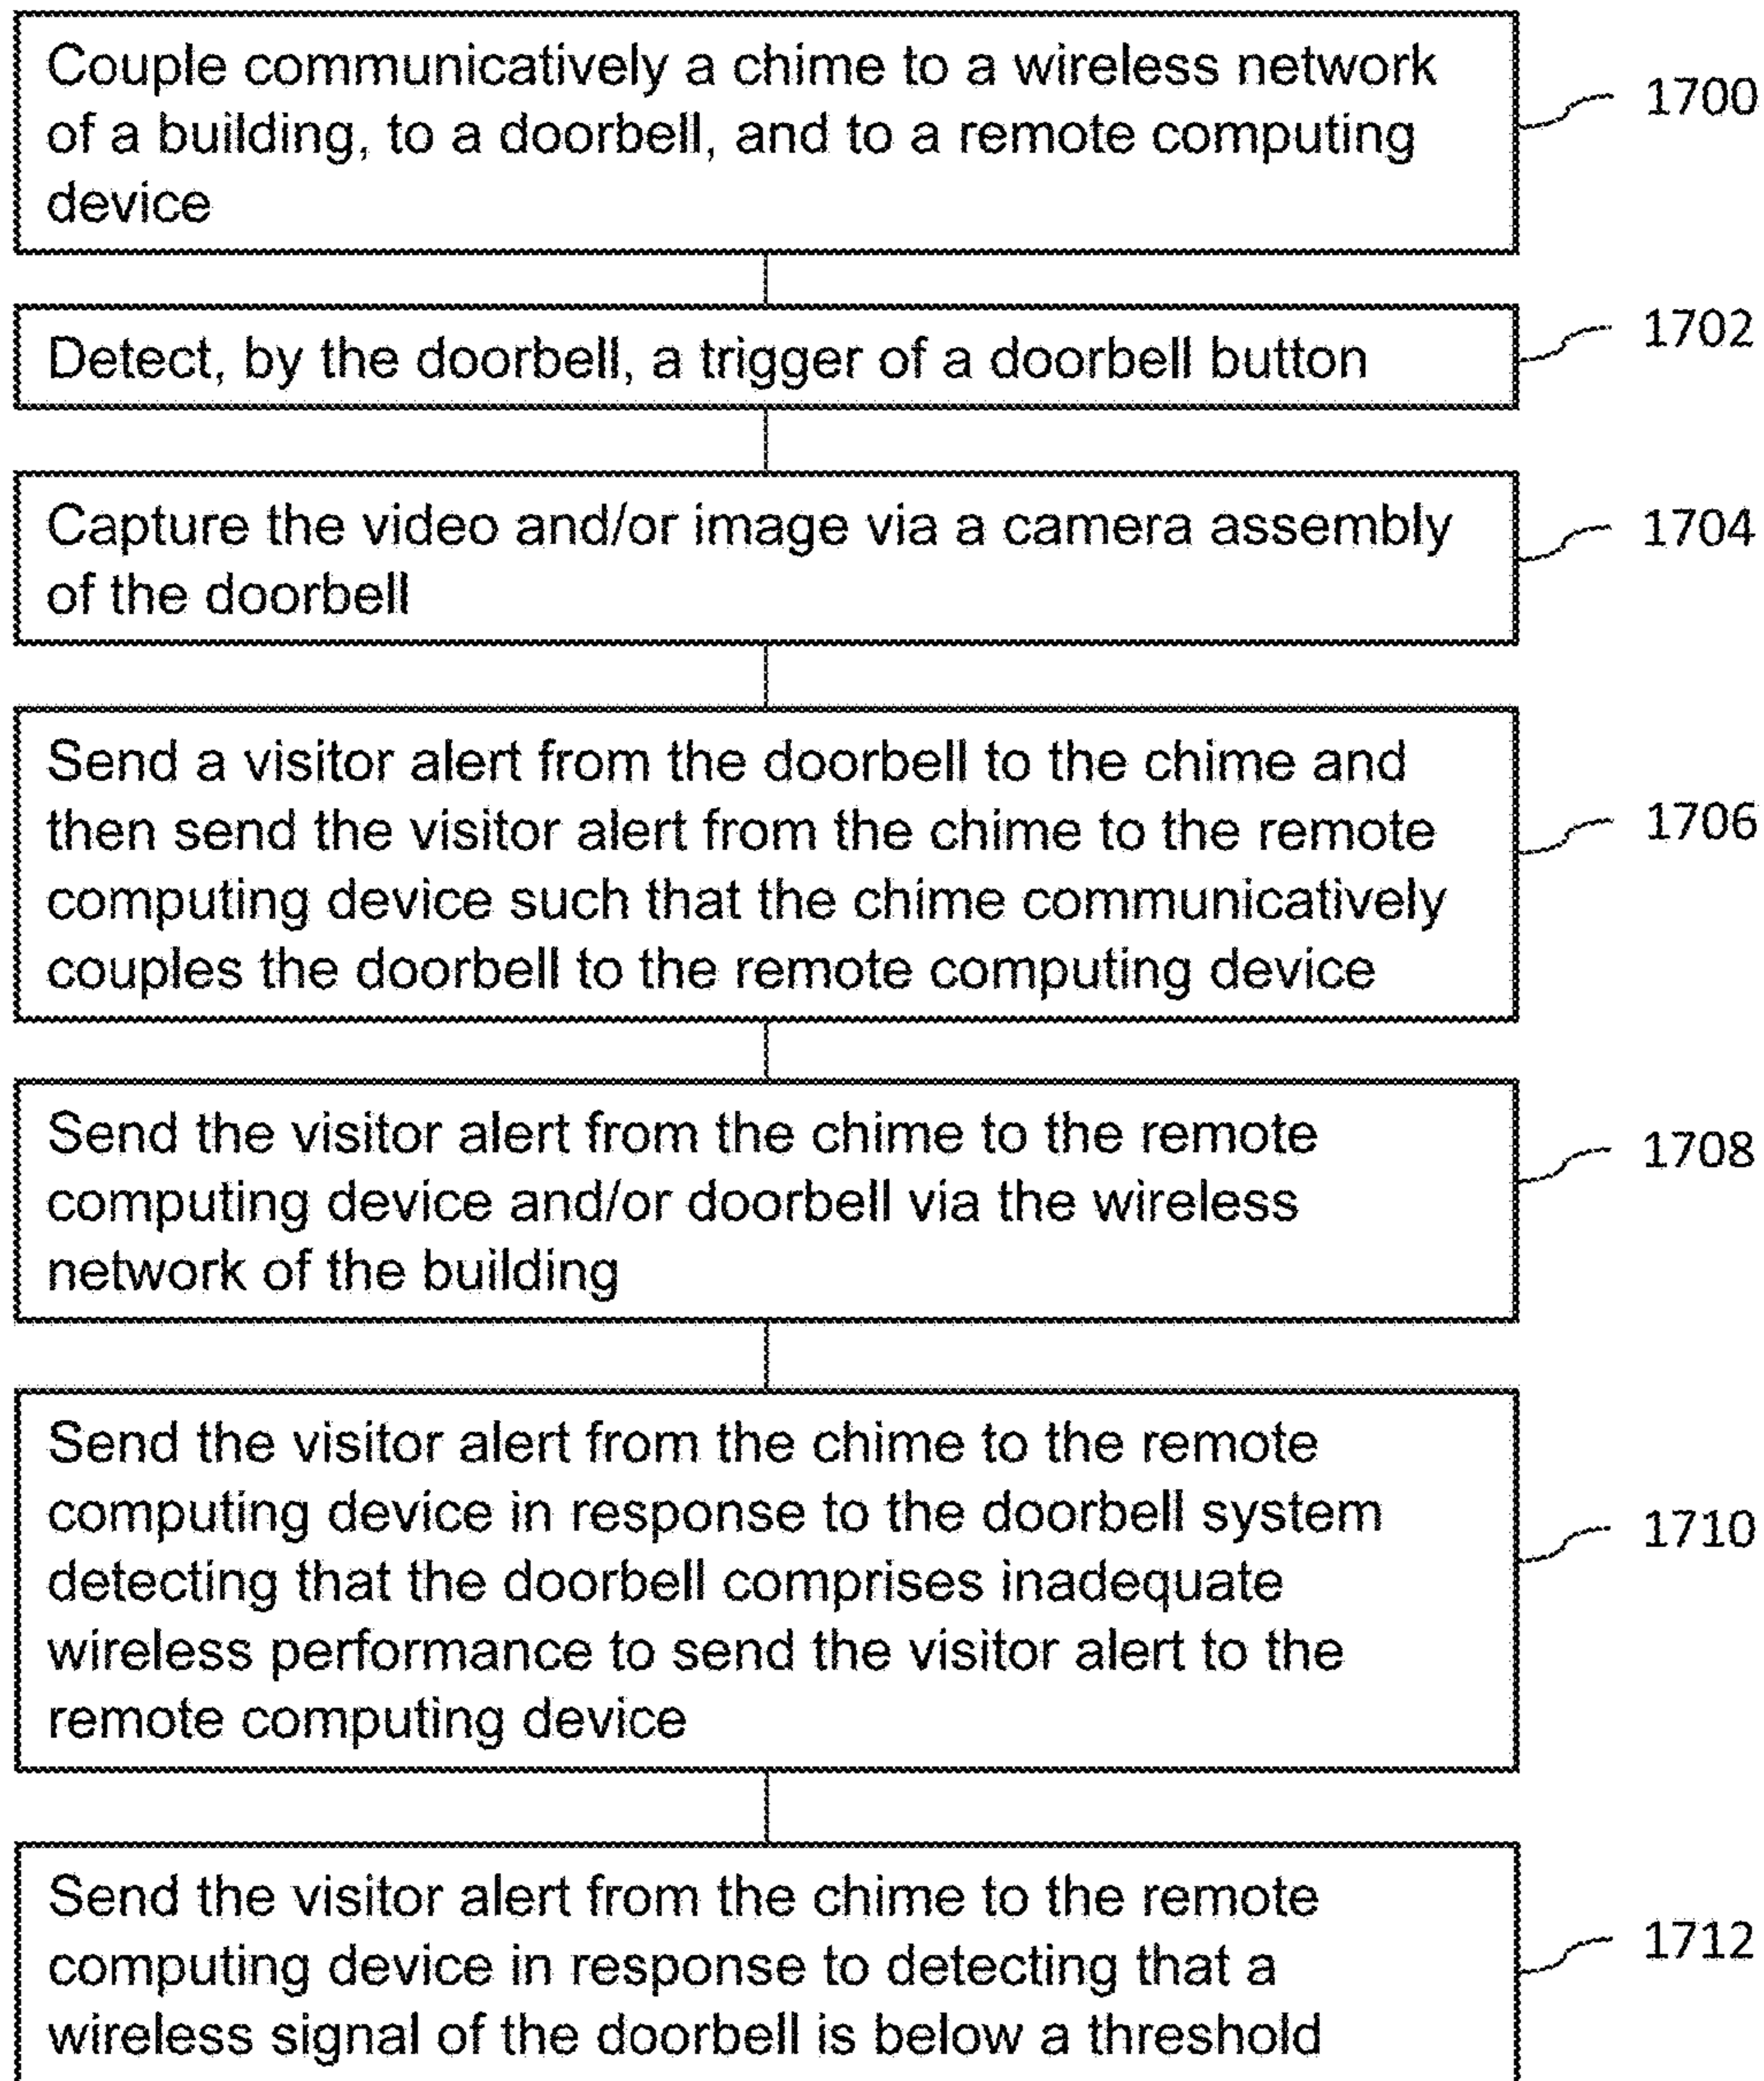 Couple communicatively a chime to a wireless network
of a building, to a doorbell, and to a remote computing
device
1700
Detect, by the doorbell, a trigger of a doorbell button
1702
Capture the video and/or image via a camera assembly
of the doorbell
1704
Send a visitor alert from the doorbell to the chime and
then send the visitor alert from the chime to the remote
computing device such that the chime communicatively
couples the doorbell to the remote computing device
1706
Send the visitor alert from the chime to the remote
computing device and/or doorbell via the wireless
network of the building
1708
Send the visitor alert from the chime to the remote
computing device in response to the doorbell system
detecting that the doorbell comprises inadequate
wireless performance to send the visitor alert to the
remote computing device
1710
Send the visitor alert from the chime to the remote
computing device in response to detecting that a
wireless signal of the doorbell is below a threshold
1712